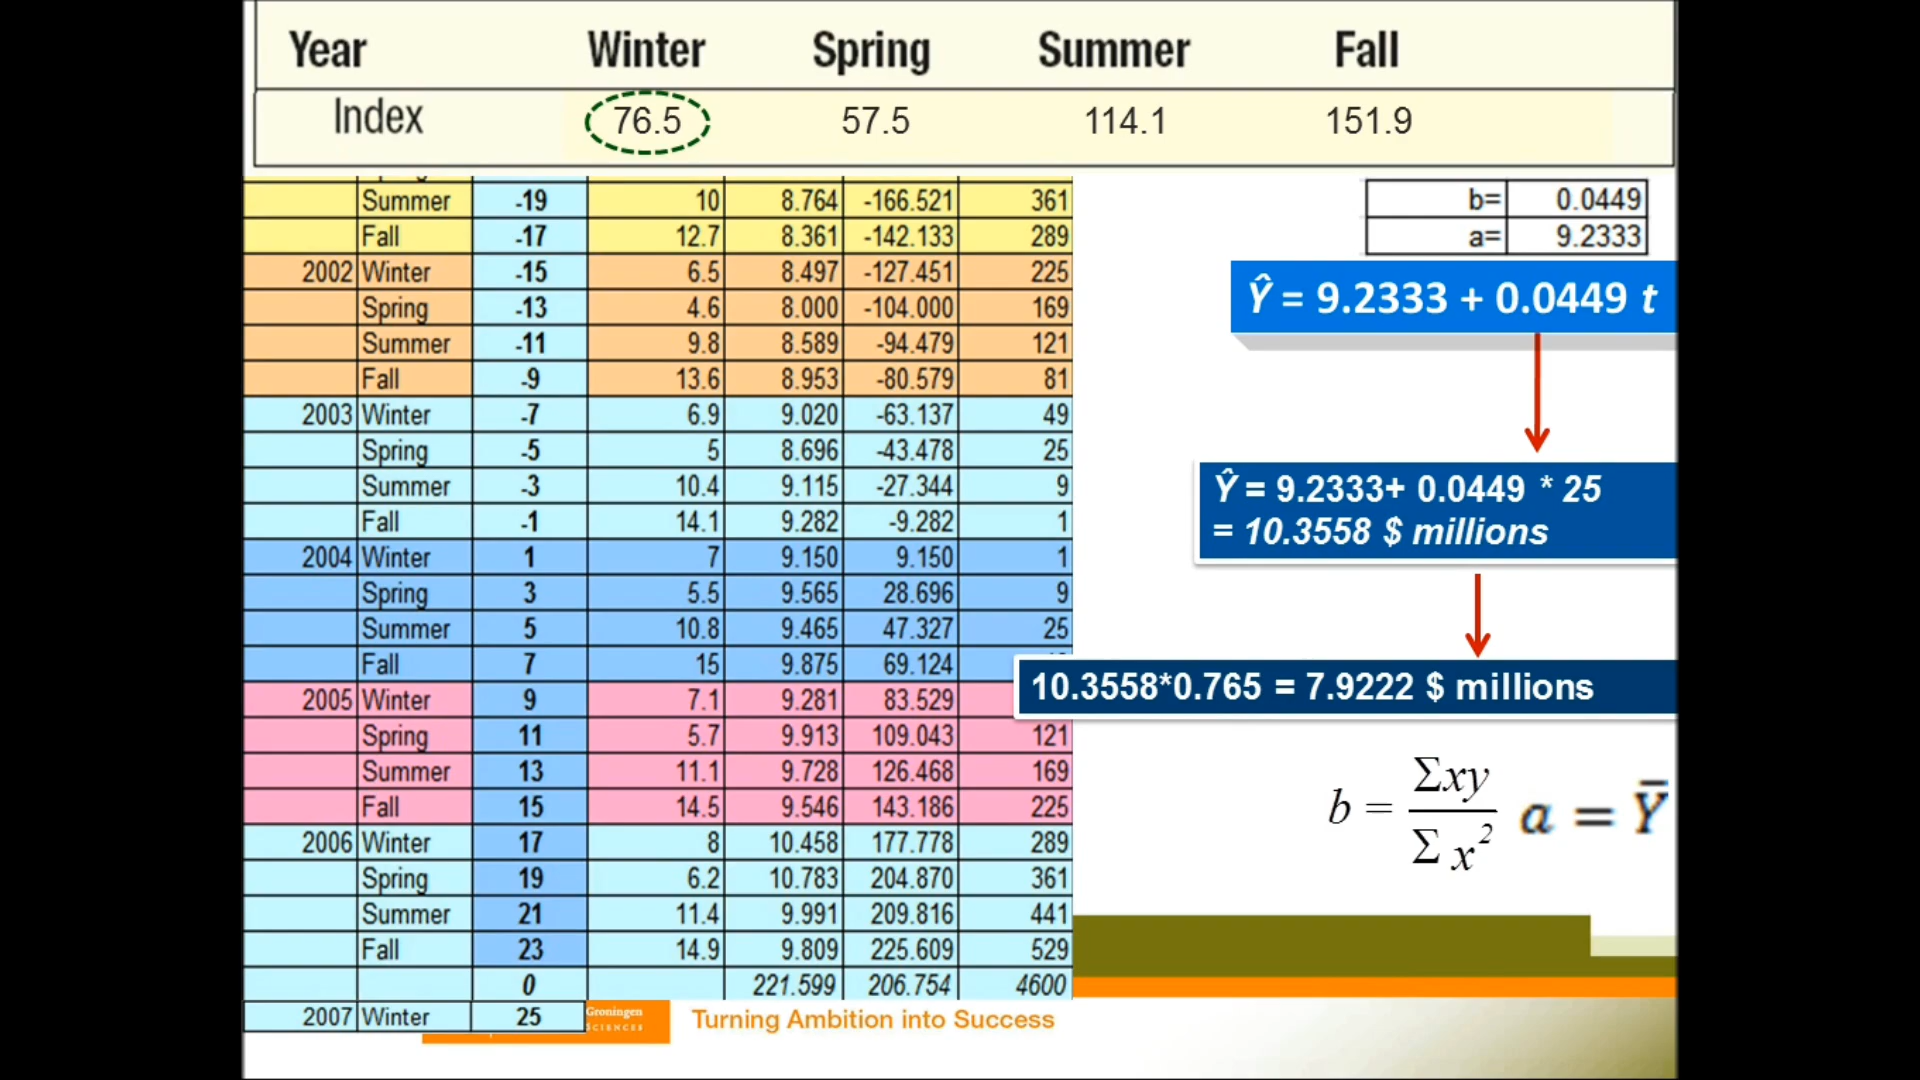 Year Winter Spring Summer Fall
Index 76.5 57.5 114.1 151.9
Summer -19 10 8.764 -166.521 361
Fall -17 12.7 8.361 -142.133 289
2002 Winter -15 6.5 8.497 -127.451 225
Spring -13 4.6 8.000 -104.000 169
Summer -11 9.8 8.589 -94.479 121
Fall -9 13.6 8.953 -80.579 81
2003 Winter -7 6.9 9.020 -63.137 49
Spring -5 5 8.696 -43.478 25
Summer -3 10.4 9.115 -27.344 9
Fall -1 14.1 9.282 -9.282 1
2004 Winter 1 7 9.150 9.150 1
Spring 3 5.5 9.565 28.696 9
Summer 5 10.8 9.465 47.327 25
Fall 7 15 9.875 69.124
2005 Winter 9 7.1 9.281 83.529
Spring 11 5.7 9.913 109.043 121
Summer 13 11.1 9.728 126.468 169
Fall 15 14.5 9.546 143.186 225
2006 Winter 17 8 10.458 177.778 289
Spring 19 6.2 10.783 204.870 361
Summer 21 11.4 9.991 209.816 441
Fall 23 14.9 9.809 225.609 529
0 221.599 206.754 4600
2007 Winter 25
b= 0.0449
a= 9.2333
Ŷ = 9.2333 + 0.0449 t
Ŷ = 9.2333+ 0.0449 * 25
= 10.3558 $ millions
10.3558*0.765 = 7.9222 $ millions
b = Σxy / Σx² a = Ȳ
Groningen
SCIENCES
Turning Ambition into Success